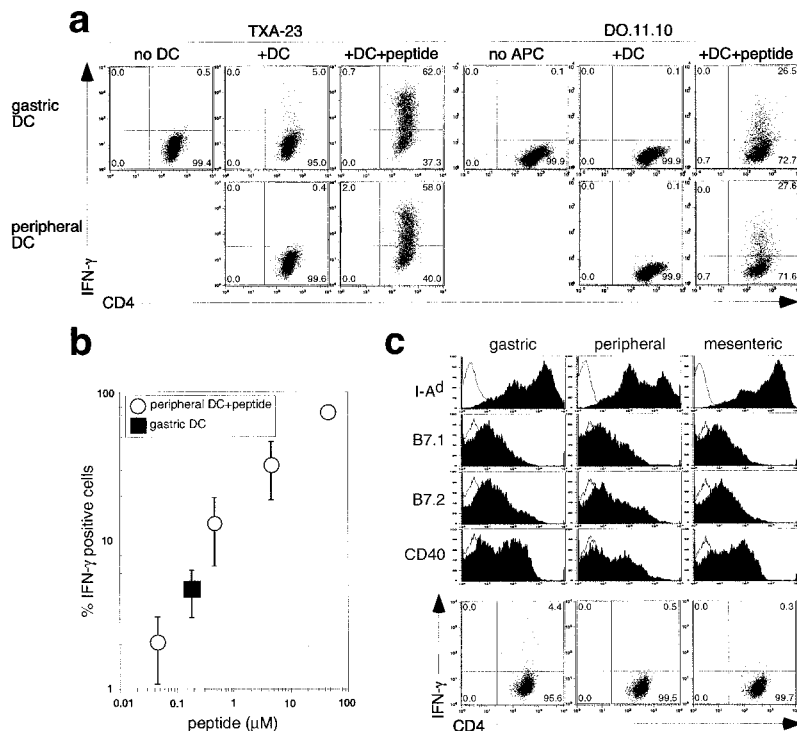 a
TXA-23
DO.11.10
no DC
+DC
+DC+peptide
no APC
+DC
+DC+peptide
gastric DC
0.0 0.5
0.0 99.4
0.0 5.0
0.0 95.0
0.7 62.0
0.0 37.3
0.0 0.1
0.0 99.9
0.0 0.1
0.0 99.9
0.0 26.5
0.7 72.7
peripheral DC
0.0 0.4
0.0 99.6
2.0 58.0
0.0 40.0
0.0 0.1
0.0 99.9
0.0 27.6
0.7 71.6
IFN-γ
CD4
b
peripheral DC+peptide
gastric DC
% IFN-γ positive cells
100
10
1
0.01 0.1 1 10 100
peptide (µM)
c
gastric
peripheral
mesenteric
I-Aᵈ
B7.1
B7.2
CD40
0.0 4.4
0.0 95.6
0.0 0.5
0.0 99.5
0.0 0.3
0.0 99.7
IFN-γ
CD4